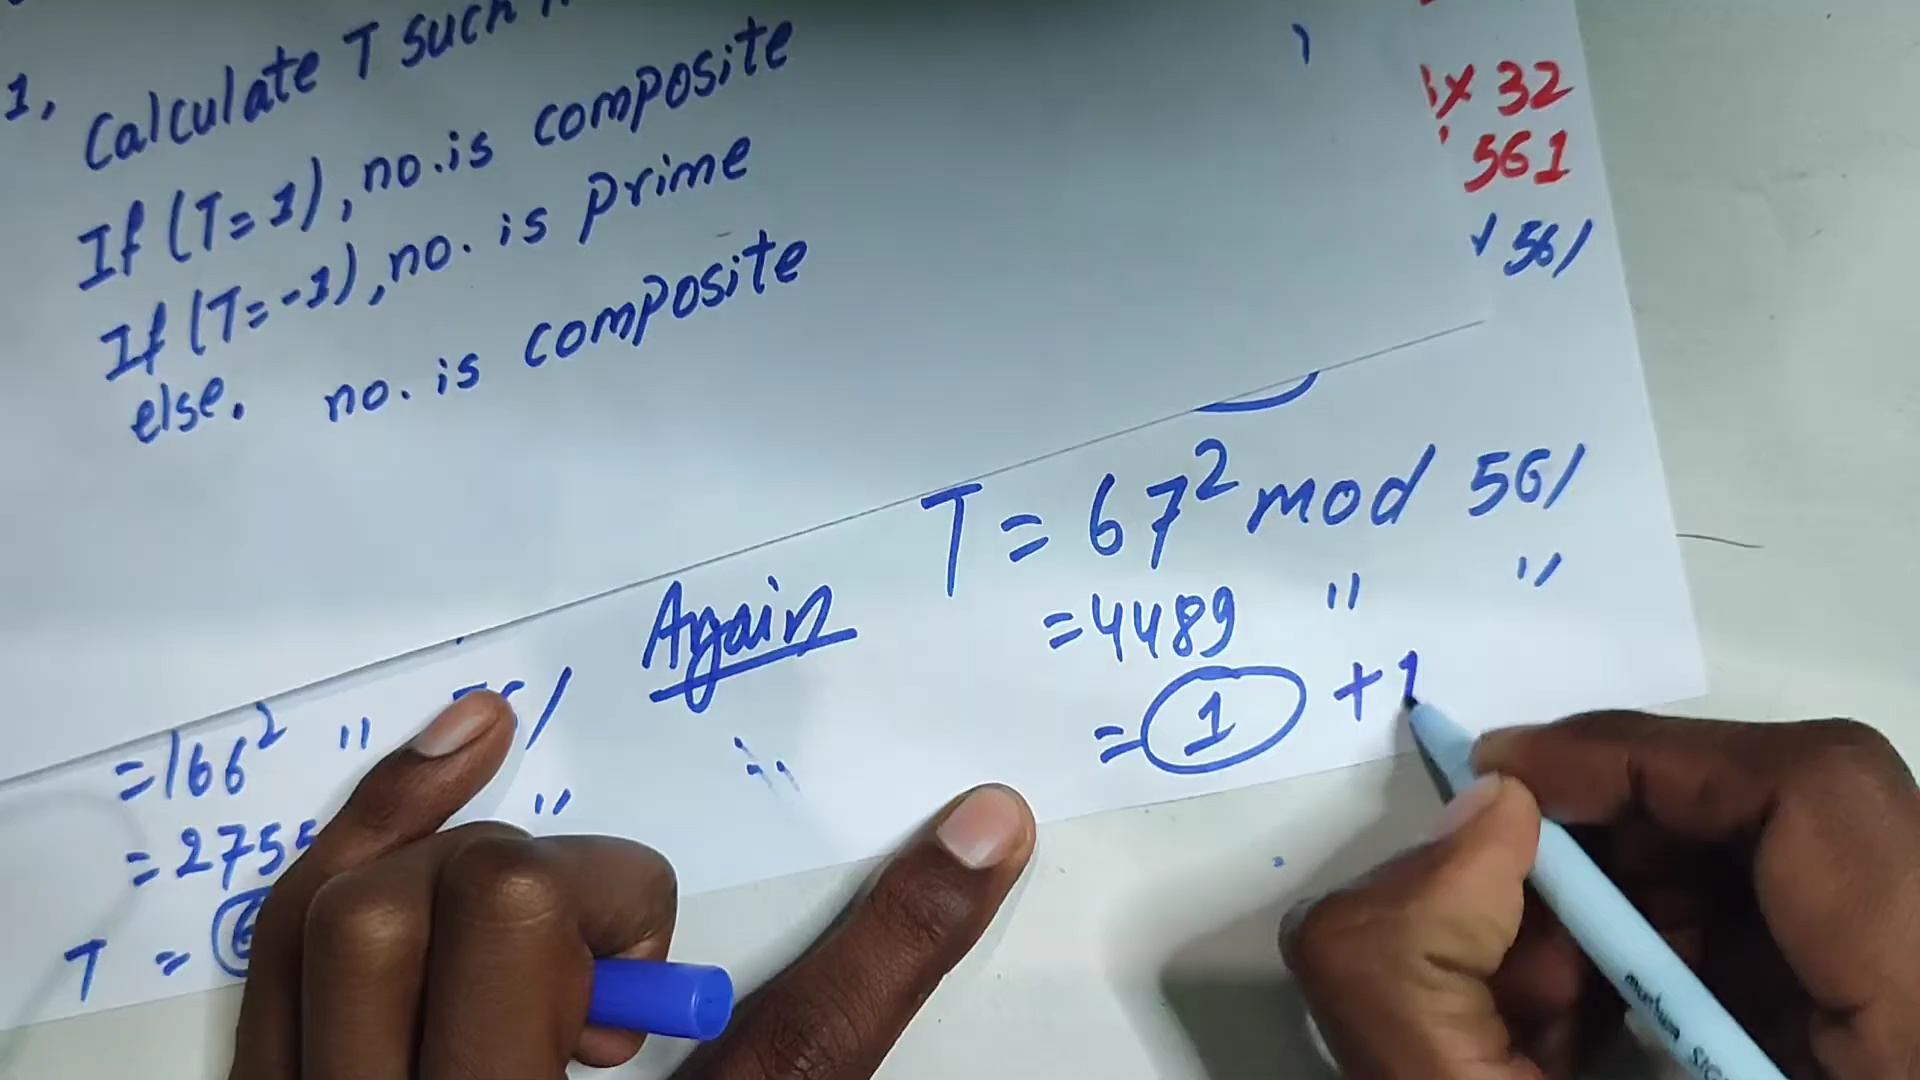 1,
Calculate T such
If (T=1), no. is composite
If (T=-1), no. is prime
else. no. is composite
x 32
561
561
T = 67² mod 561
=4489 " "
= 1 +1
Again
=166² " 561
=2755 "
T = 6